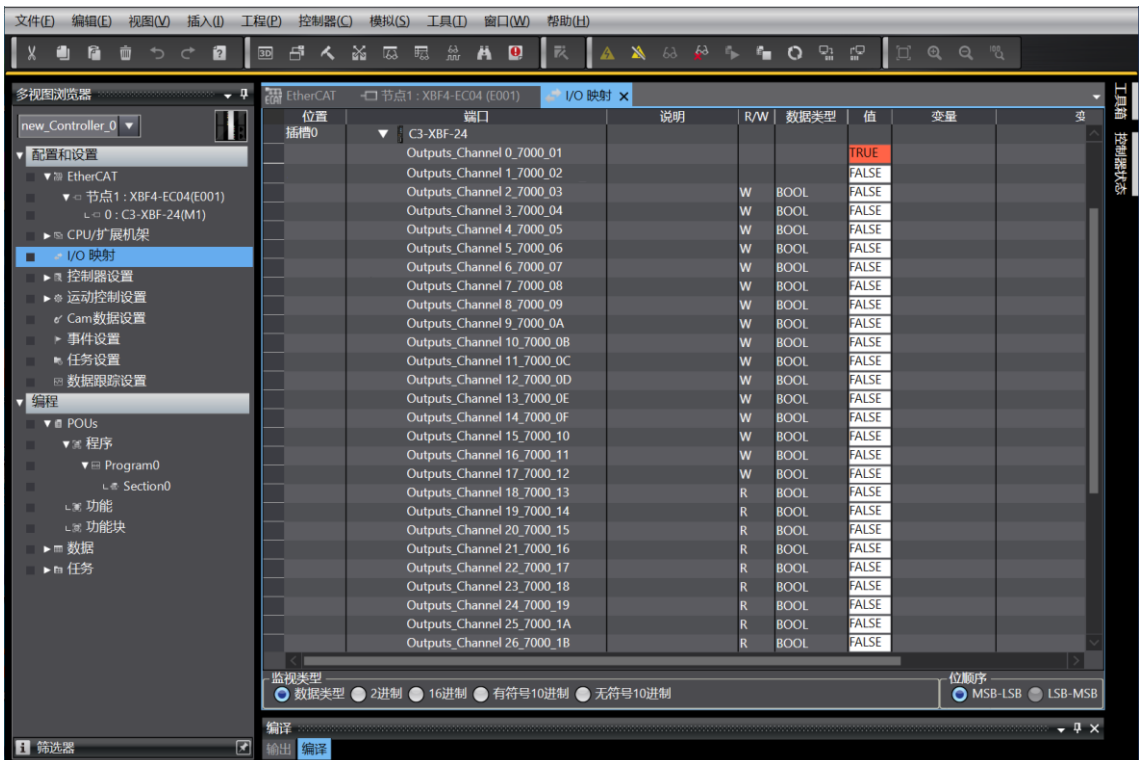 文件(F) 编辑(E) 视图(V) 插入(I) 工程(P) 控制器(C) 模拟(S) 工具(T) 窗口(W) 帮助(H)
多视图浏览器
new_Controller_0
配置和设置
EtherCAT
节点1 : XBF4-EC04(E001)
0 : C3-XBF-24(M1)
CPU/扩展机架
I/O 映射
控制器设置
运动控制设置
Cam数据设置
事件设置
任务设置
数据跟踪设置
编程
POUs
程序
Program0
Section0
功能
功能块
数据
任务
筛选器
EtherCAT 节点1 : XBF4-EC04 (E001) I/O 映射
位置 端口 说明 R/W 数据类型 值 变量
插槽0 C3-XBF-24
Outputs_Channel 0_7000_01 TRUE
Outputs_Channel 1_7000_02 FALSE
Outputs_Channel 2_7000_03 W BOOL FALSE
Outputs_Channel 3_7000_04 W BOOL FALSE
Outputs_Channel 4_7000_05 W BOOL FALSE
Outputs_Channel 5_7000_06 W BOOL FALSE
Outputs_Channel 6_7000_07 W BOOL FALSE
Outputs_Channel 7_7000_08 W BOOL FALSE
Outputs_Channel 8_7000_09 W BOOL FALSE
Outputs_Channel 9_7000_0A W BOOL FALSE
Outputs_Channel 10_7000_0B W BOOL FALSE
Outputs_Channel 11_7000_0C W BOOL FALSE
Outputs_Channel 12_7000_0D W BOOL FALSE
Outputs_Channel 13_7000_0E W BOOL FALSE
Outputs_Channel 14_7000_0F W BOOL FALSE
Outputs_Channel 15_7000_10 W BOOL FALSE
Outputs_Channel 16_7000_11 W BOOL FALSE
Outputs_Channel 17_7000_12 W BOOL FALSE
Outputs_Channel 18_7000_13 R BOOL FALSE
Outputs_Channel 19_7000_14 R BOOL FALSE
Outputs_Channel 20_7000_15 R BOOL FALSE
Outputs_Channel 21_7000_16 R BOOL FALSE
Outputs_Channel 22_7000_17 R BOOL FALSE
Outputs_Channel 23_7000_18 R BOOL FALSE
Outputs_Channel 24_7000_19 R BOOL FALSE
Outputs_Channel 25_7000_1A R BOOL FALSE
Outputs_Channel 26_7000_1B R BOOL FALSE
监视类型 位顺序
数据类型 2进制 16进制 有符号10进制 无符号10进制 MSB-LSB LSB-MSB
编译
输出 编译
工具箱
控制器状态